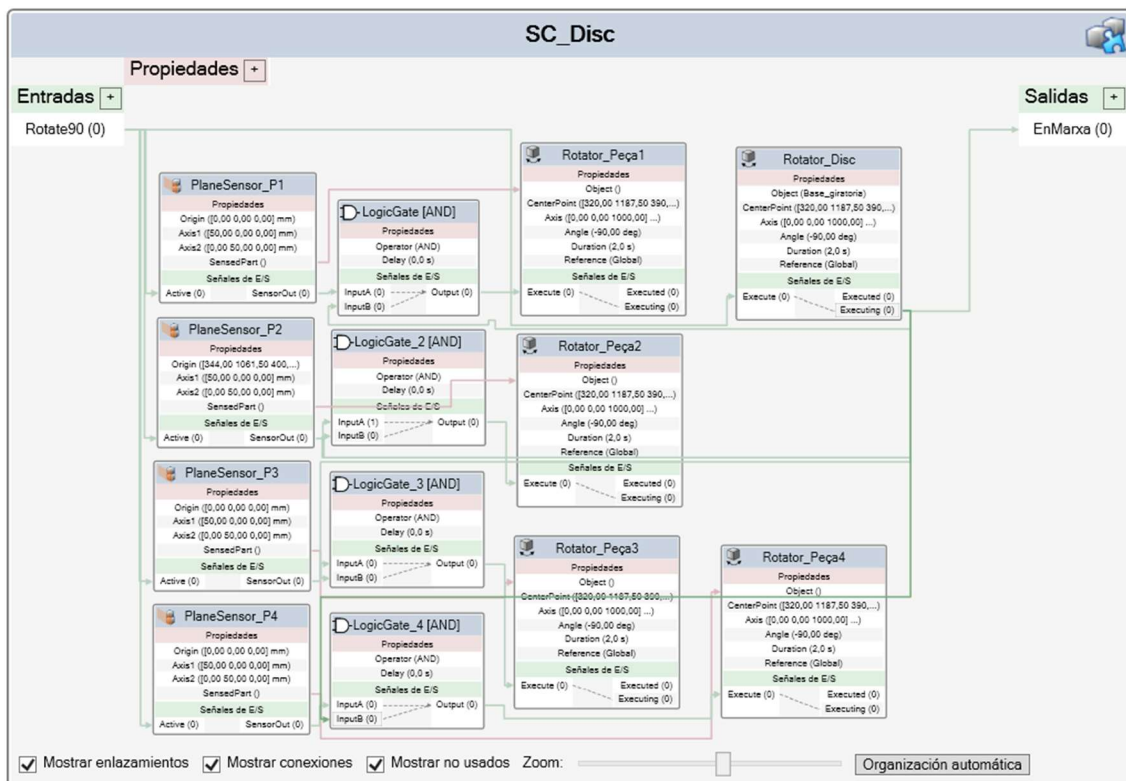 SC_Disc
Propiedades +
Entradas +
Salidas +
Rotate90 (0)
EnMarxa (0)
PlaneSensor_P1
Propiedades
Origin ([0,00 0,00 0,00] mm)
Axis1 ([50,00 0,00 0,00] mm)
Axis2 ([0,00 50,00 0,00] mm)
SensedPart ()
Señales de E/S
Active (0) SensorOut (0)
LogicGate [AND]
Propiedades
Operator (AND)
Delay (0,0 s)
Señales de E/S
InputA (0) Output (0)
InputB (0)
Rotator_Peça1
Propiedades
Object ()
CenterPoint ([320,00 1187,50 390,...)
Axis ([0,00 0,00 1000,00] ...)
Angle (-90,00 deg)
Duration (2,0 s)
Reference (Global)
Señales de E/S
Execute (0) Executed (0)
Executing (0)
Rotator_Disc
Propiedades
Object (Base_giratoria)
CenterPoint ([320,00 1187,50 390,...)
Axis ([0,00 0,00 1000,00] ...)
Angle (-90,00 deg)
Duration (2,0 s)
Reference (Global)
Señales de E/S
Execute (0) Executed (0)
Executing (0)
PlaneSensor_P2
Propiedades
Origin ([344,00 1061,50 400,...)
Axis1 ([50,00 0,00 0,00] mm)
Axis2 ([0,00 50,00 0,00] mm)
SensedPart ()
Señales de E/S
Active (0) SensorOut (0)
LogicGate_2 [AND]
Propiedades
Operator (AND)
Delay (0,0 s)
Señales de E/S
InputA (1) Output (0)
InputB (0)
Rotator_Peça2
Propiedades
Object ()
CenterPoint ([320,00 1187,50 390,...)
Axis ([0,00 0,00 1000,00] ...)
Angle (-90,00 deg)
Duration (2,0 s)
Reference (Global)
Señales de E/S
Execute (0) Executed (0)
Executing (0)
PlaneSensor_P3
Propiedades
Origin ([0,00 0,00 0,00] mm)
Axis1 ([50,00 0,00 0,00] mm)
Axis2 ([0,00 50,00 0,00] mm)
SensedPart ()
Señales de E/S
Active (0) SensorOut (0)
LogicGate_3 [AND]
Propiedades
Operator (AND)
Delay (0,0 s)
Señales de E/S
InputA (0) Output (0)
InputB (0)
Rotator_Peça3
Propiedades
Object ()
CenterPoint ([320,00 1187,50 390,...)
Axis ([0,00 0,00 1000,00] ...)
Angle (-90,00 deg)
Duration (2,0 s)
Reference (Global)
Señales de E/S
Execute (0) Executed (0)
Executing (0)
Rotator_Peça4
Propiedades
Object ()
CenterPoint ([320,00 1187,50 390,...)
Axis ([0,00 0,00 1000,00] ...)
Angle (-90,00 deg)
Duration (2,0 s)
Reference (Global)
Señales de E/S
Execute (0) Executed (0)
Executing (0)
PlaneSensor_P4
Propiedades
Origin ([0,00 0,00 0,00] mm)
Axis1 ([50,00 0,00 0,00] mm)
Axis2 ([0,00 50,00 0,00] mm)
SensedPart ()
Señales de E/S
Active (0) SensorOut (0)
LogicGate_4 [AND]
Propiedades
Operator (AND)
Delay (0,0 s)
Señales de E/S
InputA (0) Output (0)
InputB (0)
Mostrar enlazamientos Mostrar conexiones Mostrar no usados Zoom: Organización automática